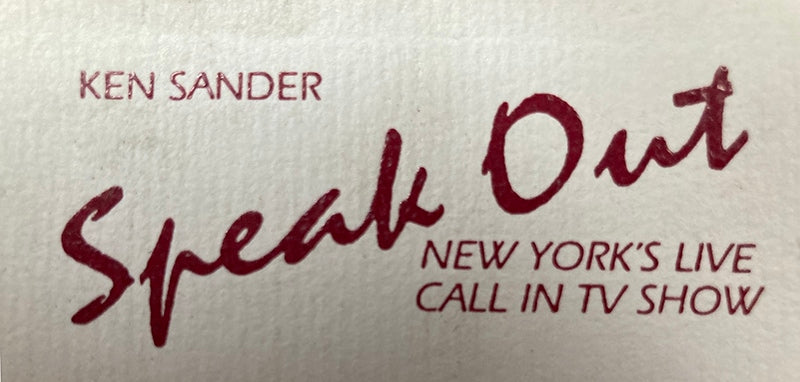 KEN SANDER
Speak Out
NEW YORK'S LIVE
CALL IN TV SHOW